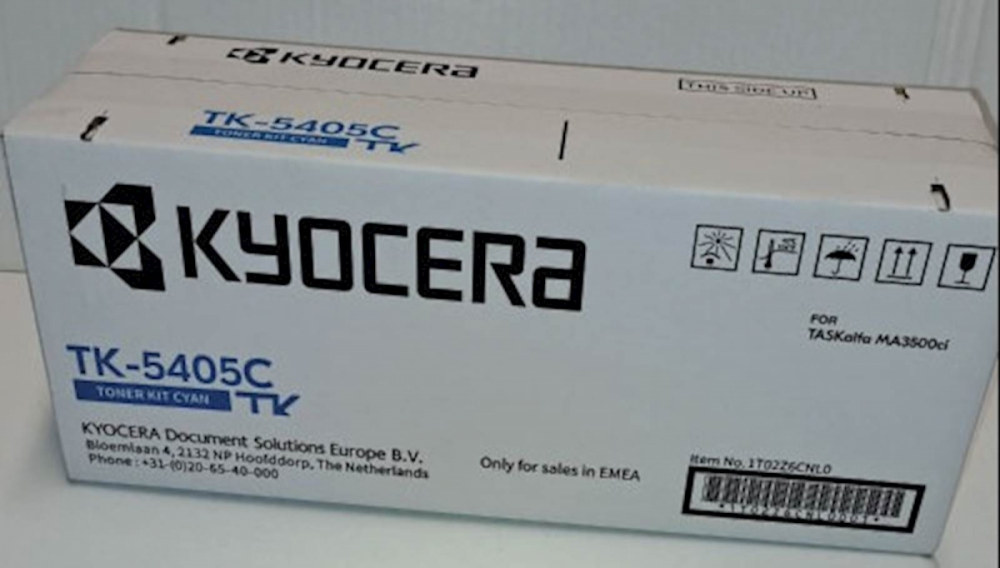 KYOCERA
THIS SIDE UP
TK-5405C
TONER KIT CYAN
TK
KYOCERA
FOR
TASKalfa MA3500ci
TK-5405C
TONER KIT CYAN
TK
KYOCERA Document Solutions Europe B.V.
Bloemlaan 4, 2132 NP Hoofddorp, The Netherlands
Phone : +31-(0)20-65-40-000
Only for sales in EMEA
Item No. 1T02Z6CNL0